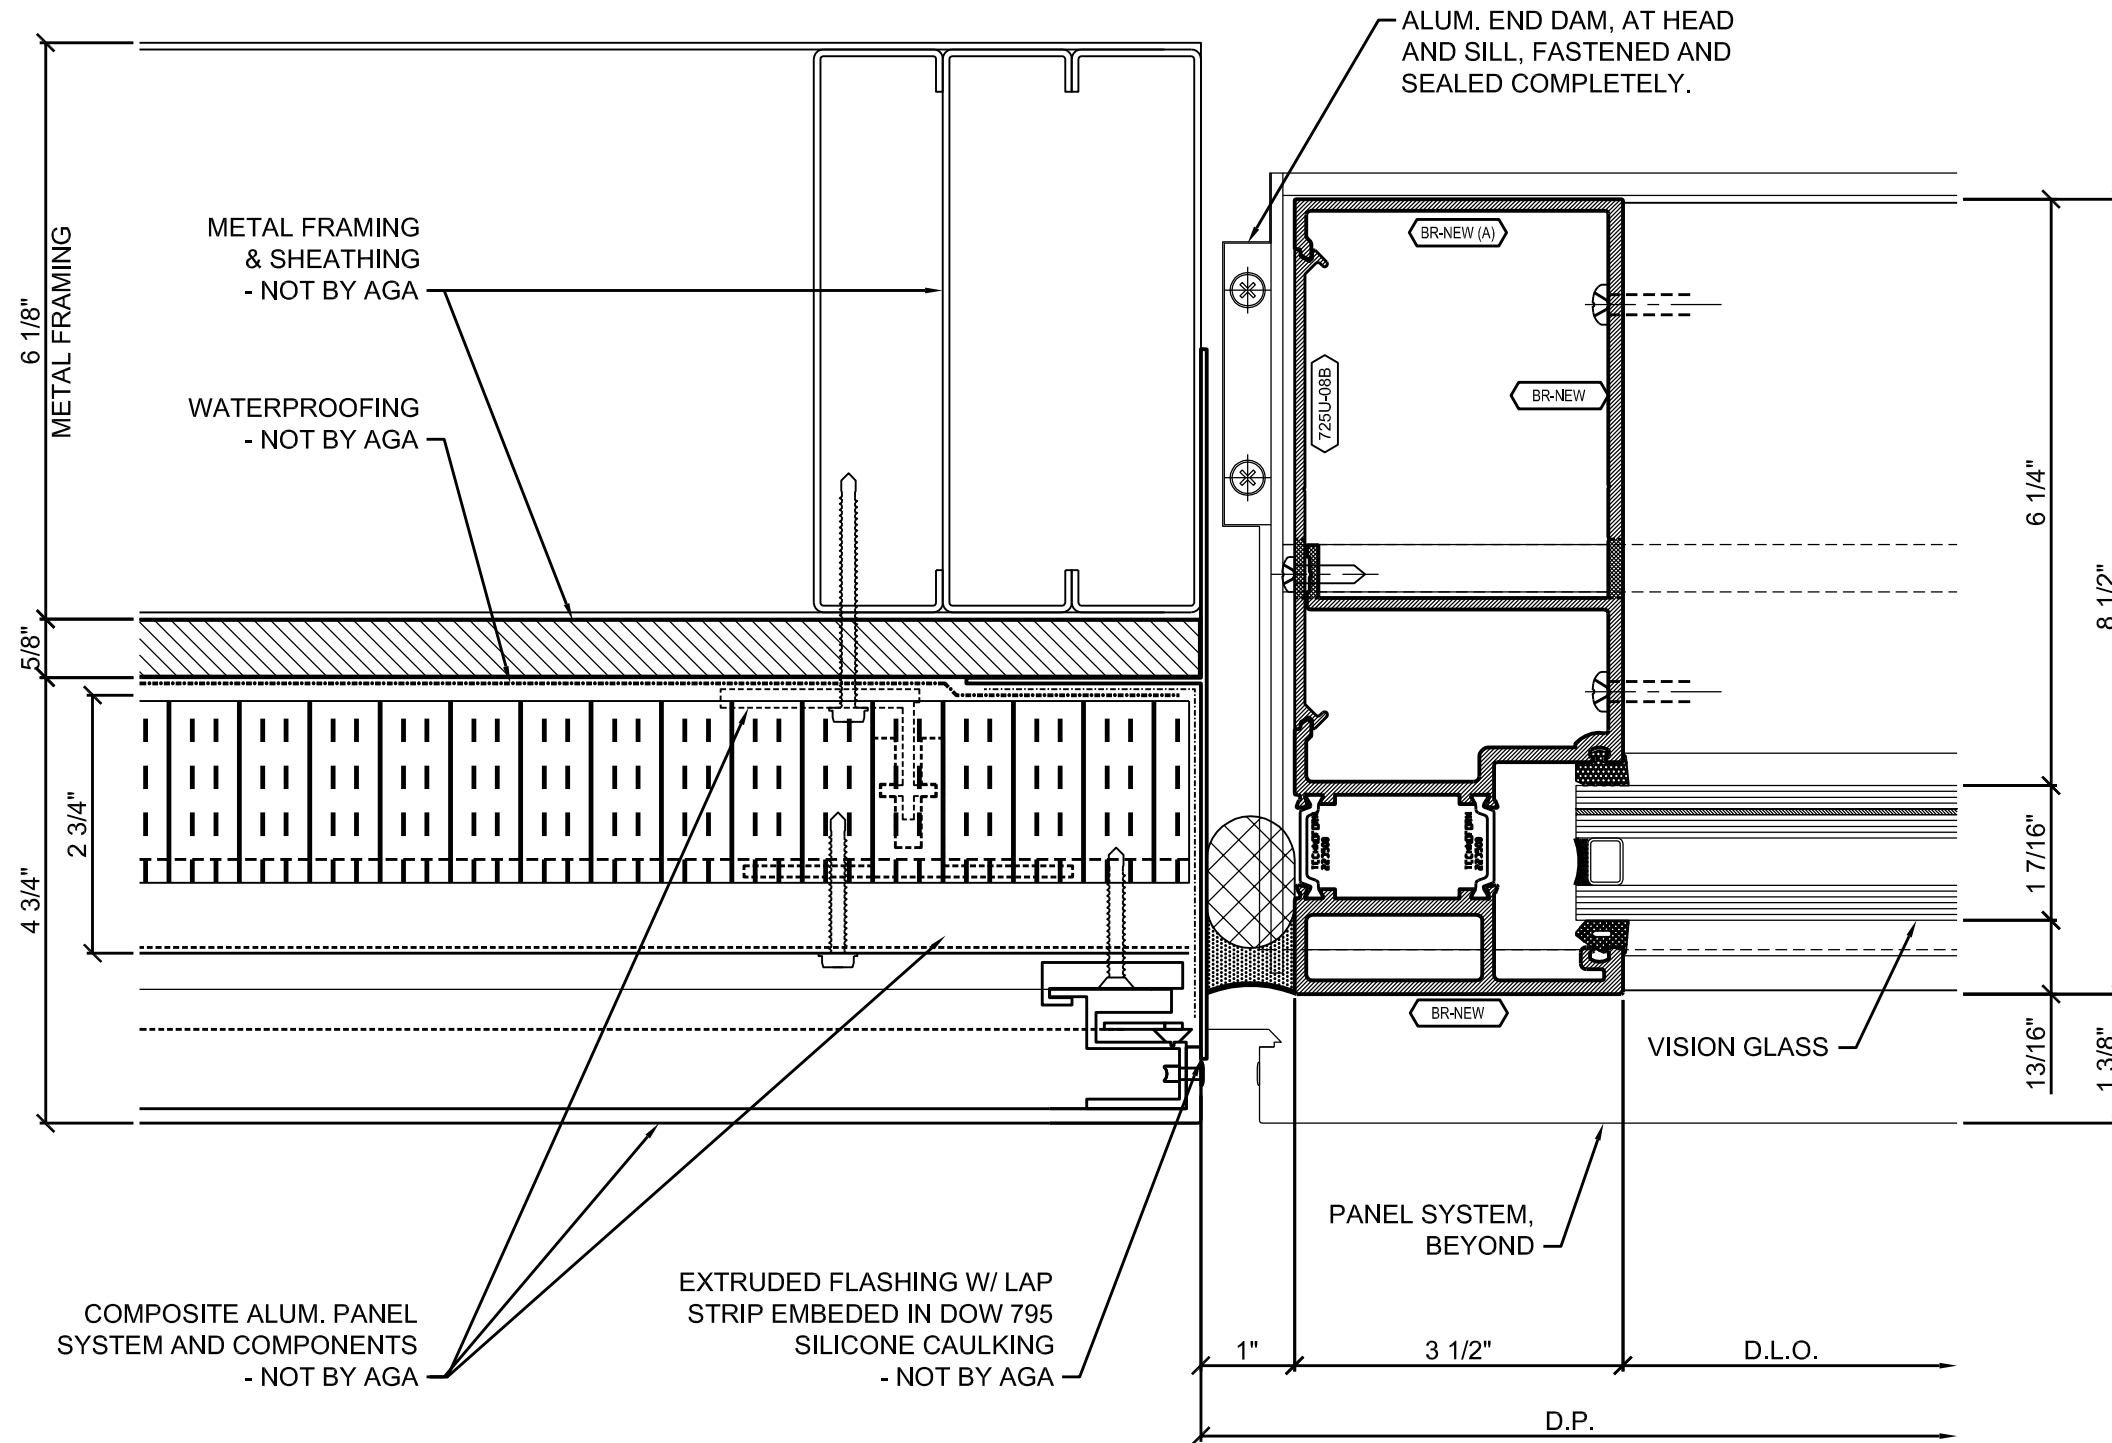 ALUM. END DAM, AT HEAD
AND SILL, FASTENED AND
SEALED COMPLETELY.
METAL FRAMING
& SHEATHING
- NOT BY AGA
WATERPROOFING
- NOT BY AGA
6 1/8"
METAL FRAMING
5/8"
2 3/4"
4 3/4"
BR-NEW (A)
725U-08B
BR-NEW
BR-NEW
6 1/4"
8 1/2"
1 7/16"
13/16"
1 3/8"
VISION GLASS
PANEL SYSTEM,
BEYOND
COMPOSITE ALUM. PANEL
SYSTEM AND COMPONENTS
- NOT BY AGA
EXTRUDED FLASHING W/ LAP
STRIP EMBEDED IN DOW 795
SILICONE CAULKING
- NOT BY AGA
1"
3 1/2"
D.L.O.
D.P.